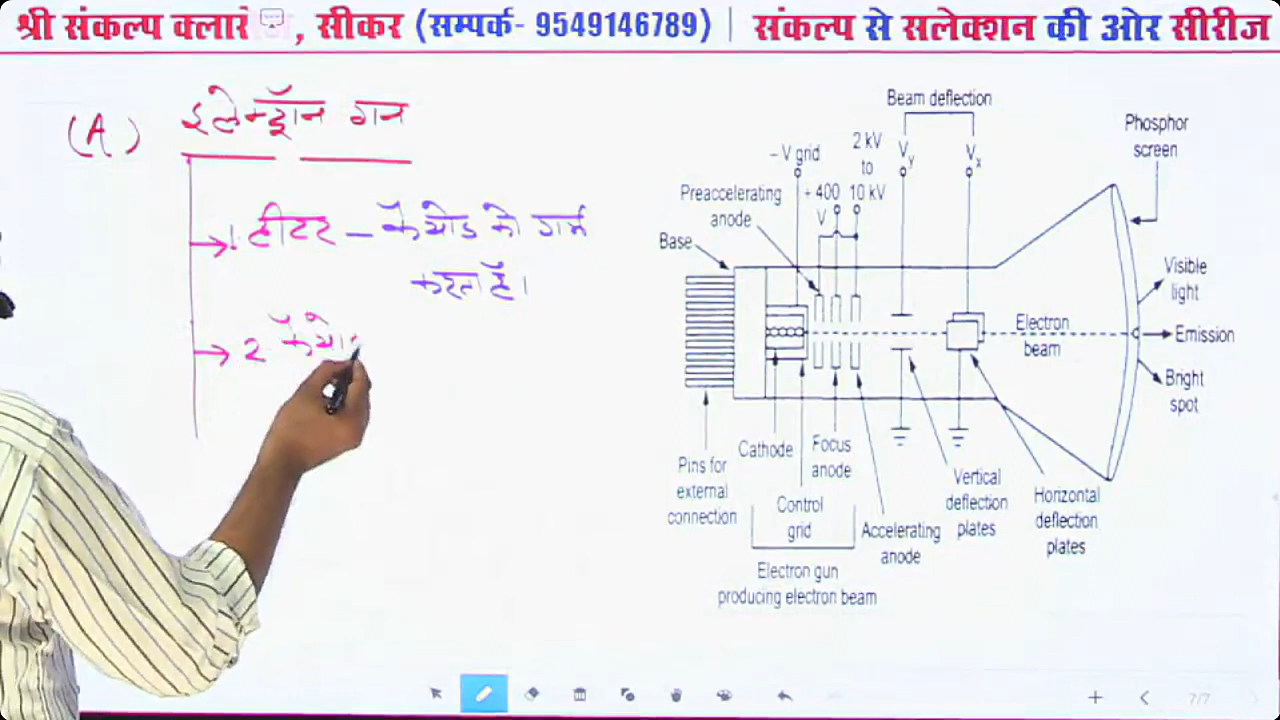 श्री संकल्प क्लासे, सीकर (सम्पर्क- 9549146789) | संकल्प से सलेक्शन की ओर सीरीज
(A) इलेक्ट्रॉन गन
→ 1 हीटर – कैथोड को गर्म
करता है।
→ 2 कैथो
Beam deflection
Phosphor
screen
– V grid
2 kV
to
10 kV
+ 400
V
Vy
Vx
Preaccelerating
anode
Base
Visible
light
Electron
beam
Emission
Bright
spot
Cathode
Focus
anode
Pins for
external
connection
Control
grid
Accelerating
anode
Vertical
deflection
plates
Horizontal
deflection
plates
Electron gun
producing electron beam
7/7